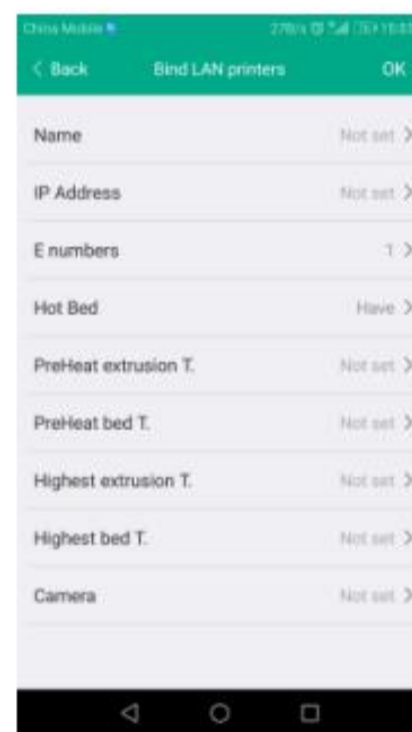 China Mobile
< Back Bind LAN printers OK
Name Not set >
IP Address Not set >
E numbers 1 >
Hot Bed Have >
PreHeat extrusion T. Not set >
PreHeat bed T. Not set >
Highest extrusion T. Not set >
Highest bed T. Not set >
Camera Not set >